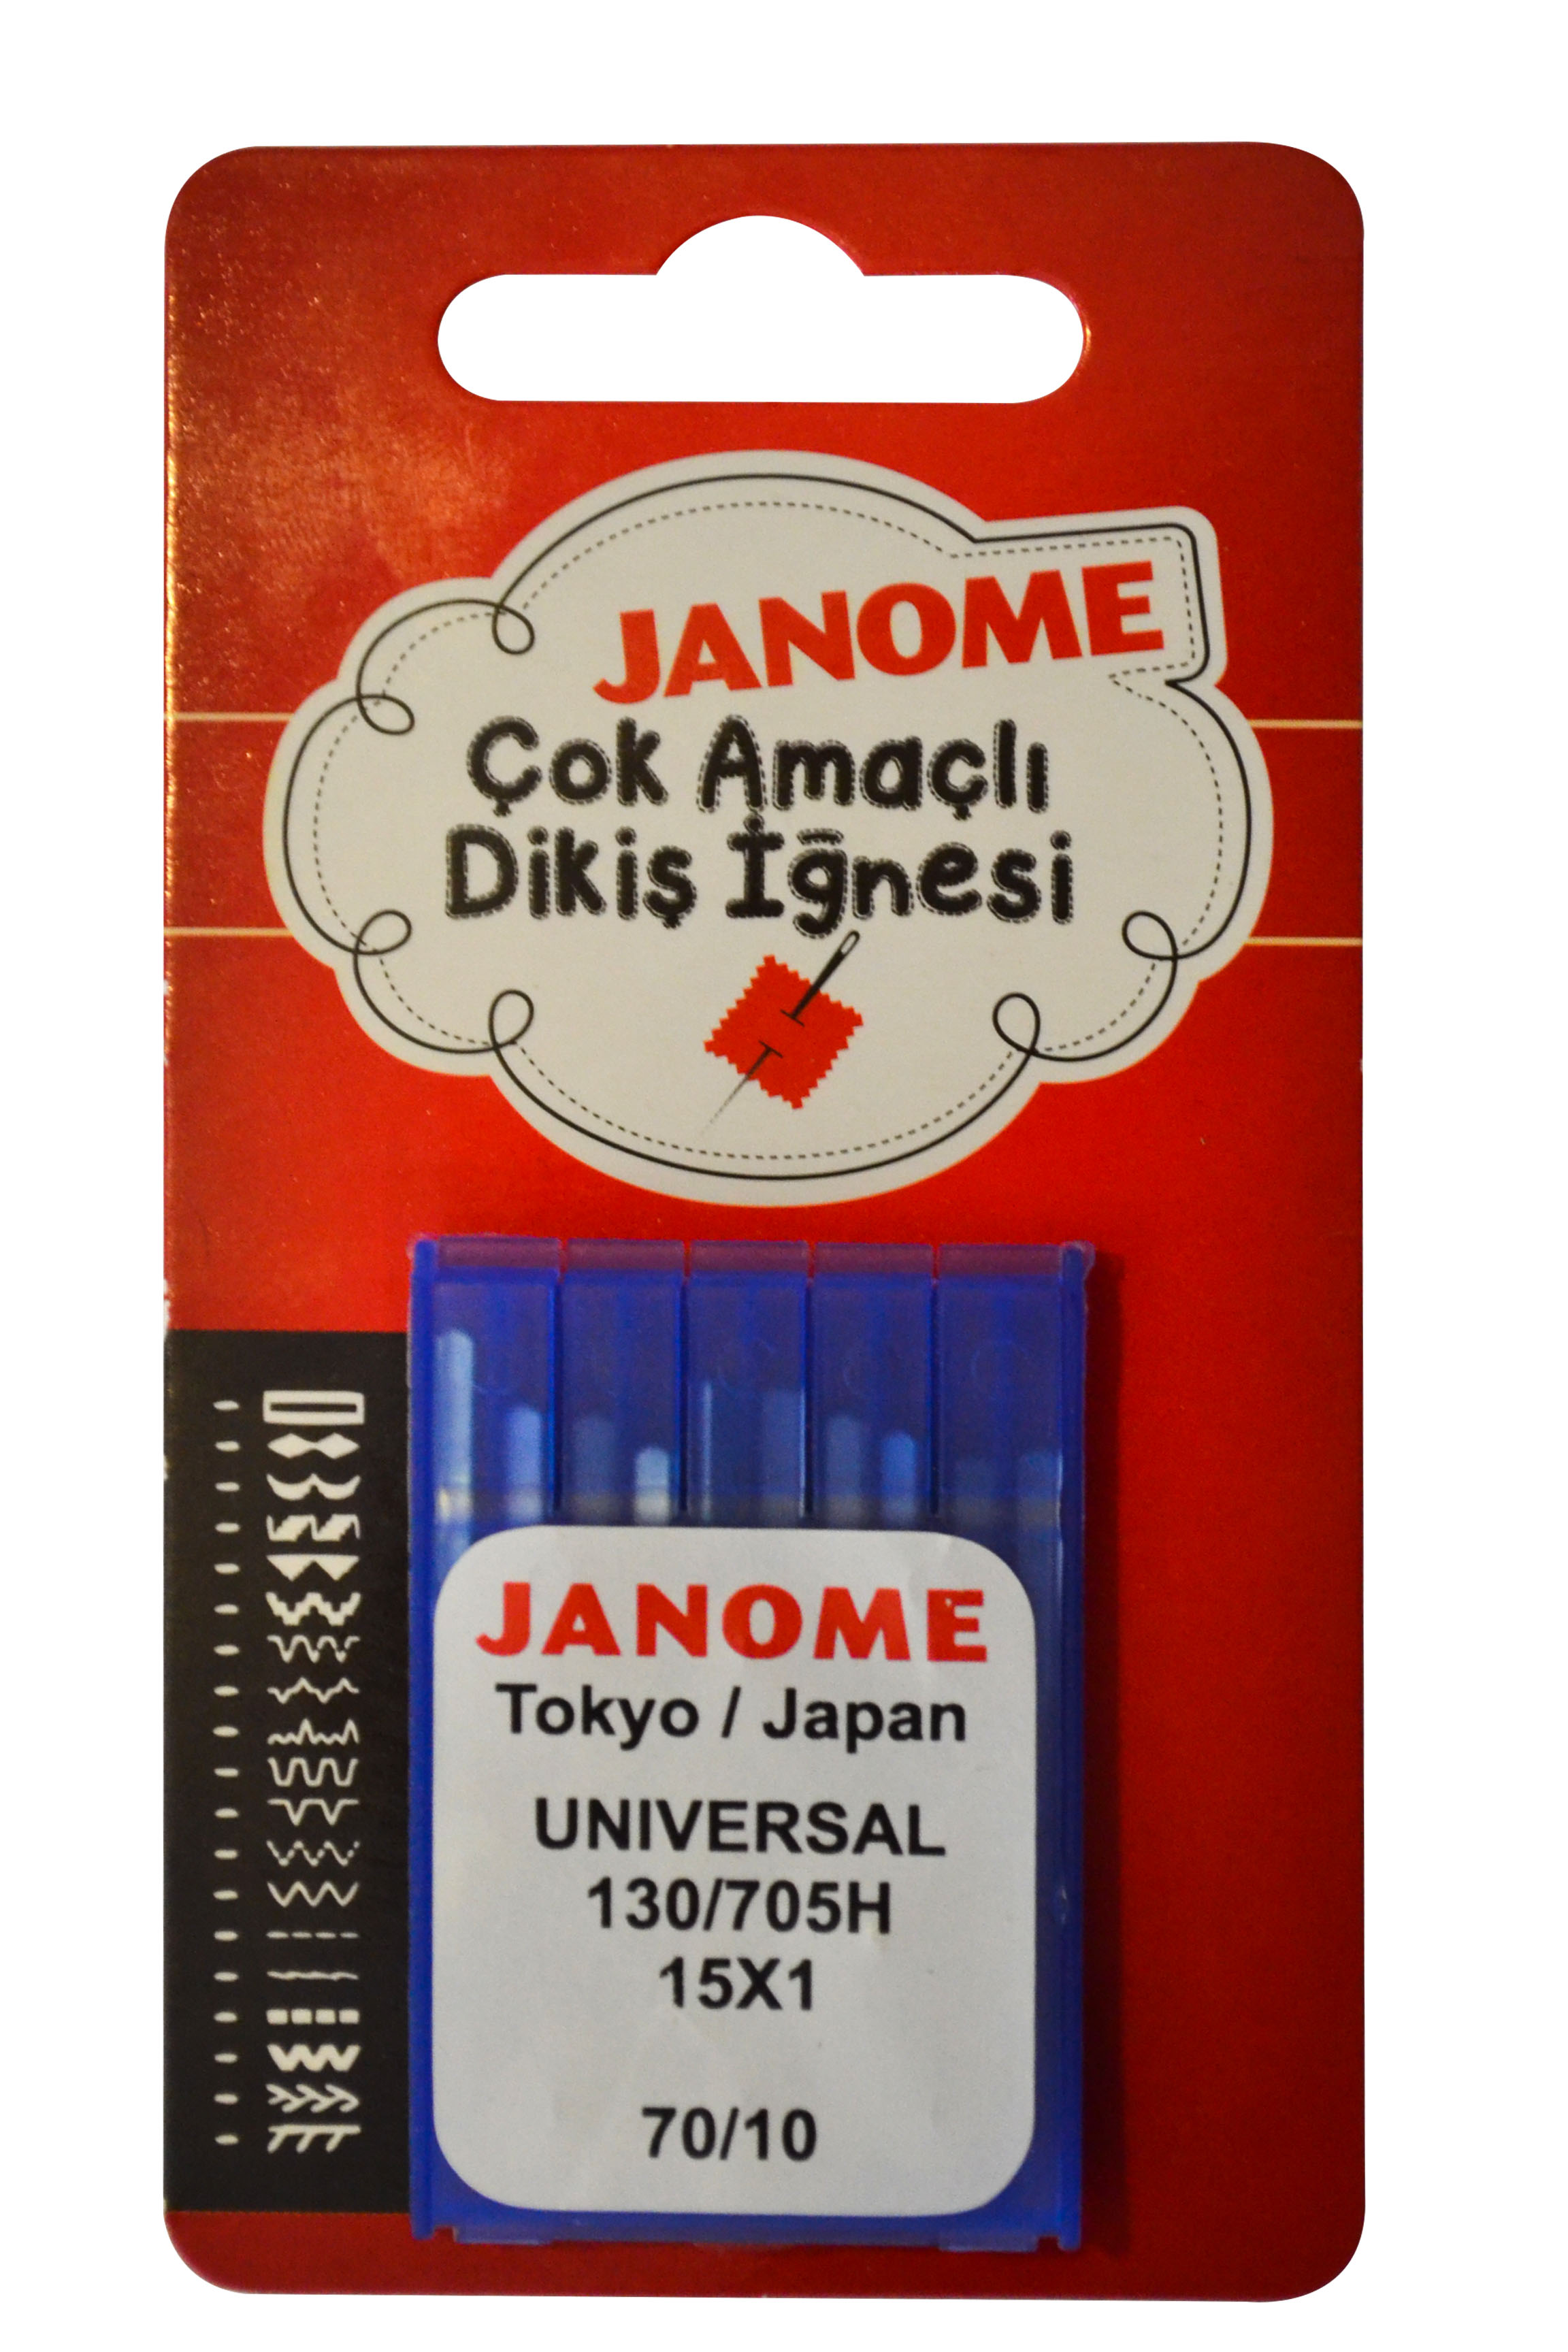 JANOME
Çok Amaçlı
Dikiş İğnesi
JANOME
Tokyo / Japan
UNIVERSAL
130/705H
15X1
70/10